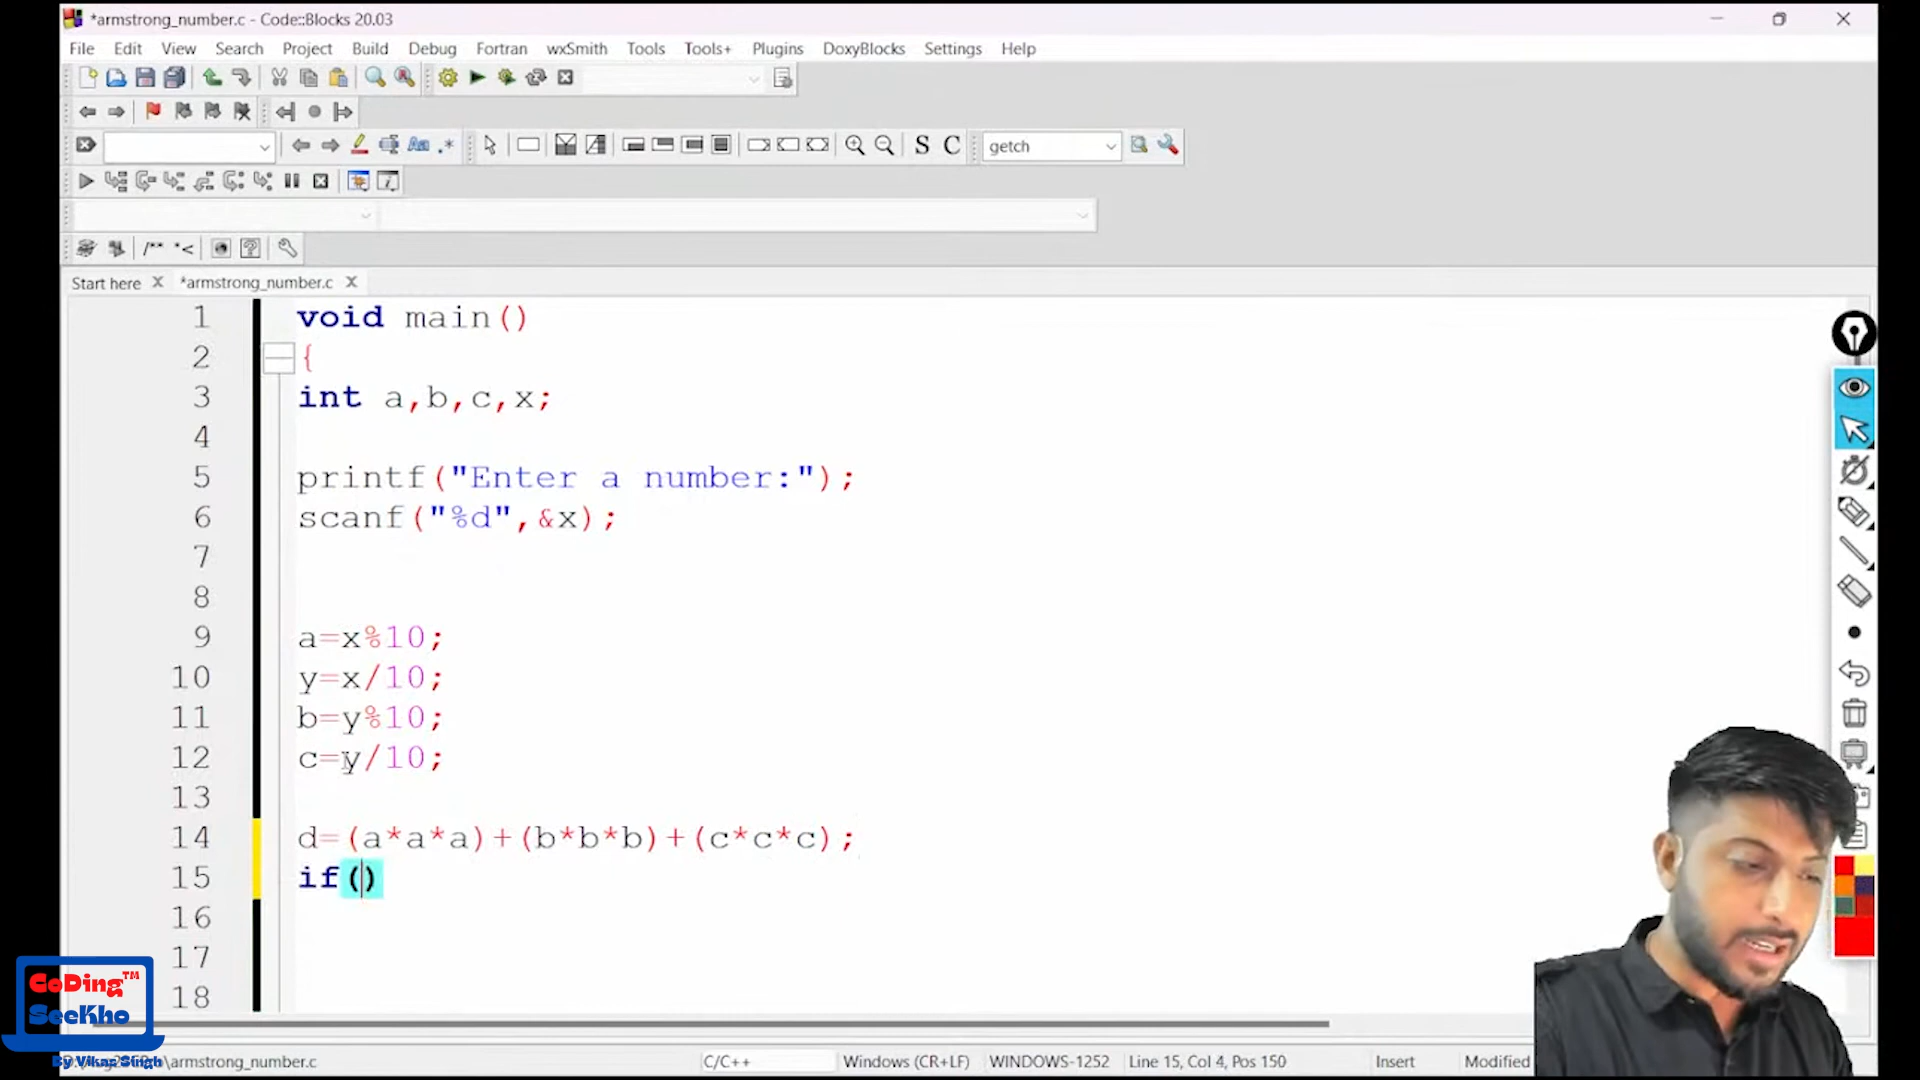 *armstrong_number.c - Code::Blocks 20.03
File Edit View Search Project Build Debug Fortran wxSmith Tools Tools+ Plugins DoxyBlocks Settings Help
S C getch
/** *<
Start here *armstrong_number.c
1 void main()
2 {
3 int a,b,c,x;
4
5 printf("Enter a number:");
6 scanf("%d",&x);
7
8
9 a=x%10;
10 y=x/10;
11 b=y%10;
12 c=y/10;
13
14 d=(a*a*a)+(b*b*b)+(c*c*c);
15 if()
16
17
18
CoDing™
SeeKho
By Vikas Singh
\armstrong_number.c C/C++ Windows (CR+LF) WINDOWS-1252 Line 15, Col 4, Pos 150 Insert Modified